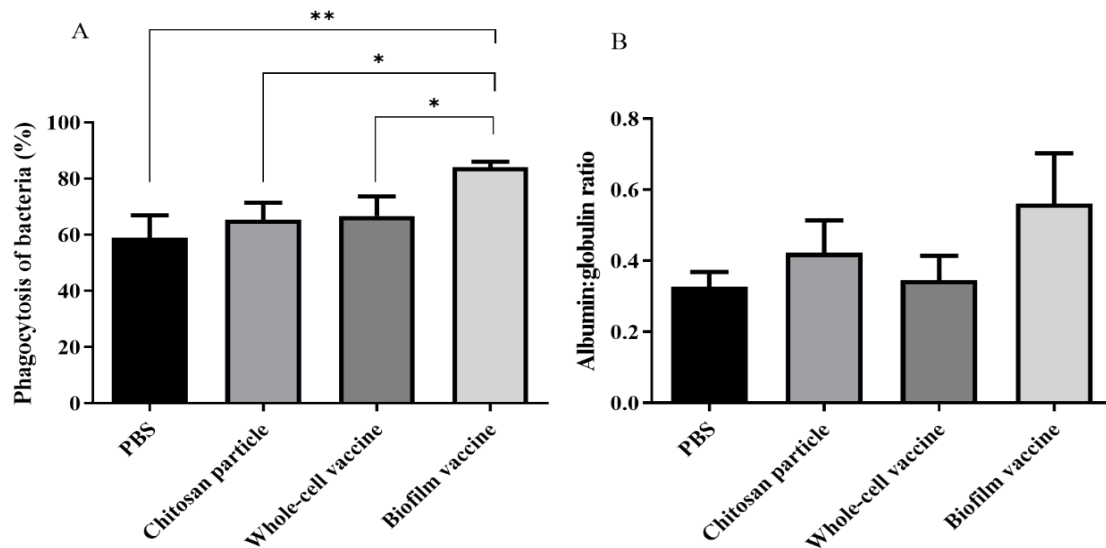 A
**
*
*
Phagocytosis of bacteria (%)
100
80
60
40
20
0
PBS
Chitosan particle
Whole-cell vaccine
Biofilm vaccine
B
Albumin:globulin ratio
0.8
0.6
0.4
0.2
0.0
PBS
Chitosan particle
Whole-cell vaccine
Biofilm vaccine